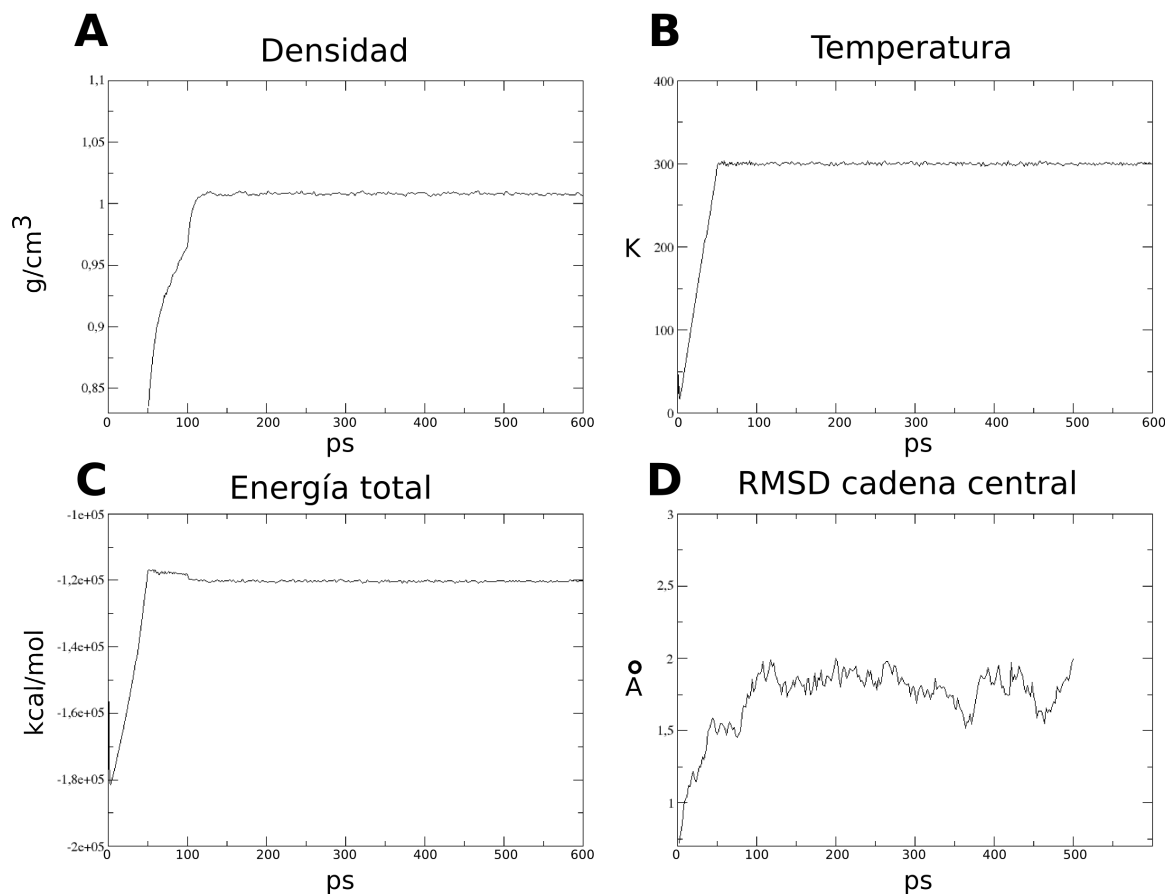 A
Densidad
g/cm³
1,1
1,05
1
0,95
0,9
0,85
0 100 200 300 400 500 600
ps
B
Temperatura
K
400
300
200
100
0
0 100 200 300 400 500 600
ps
C
Energía total
kcal/mol
-1e+05
-1,2e+05
-1,4e+05
-1,6e+05
-1,8e+05
-2e+05
0 100 200 300 400 500 600
ps
D
RMSD cadena central
Å
3
2,5
2
1,5
1
0 100 200 300 400 500
ps